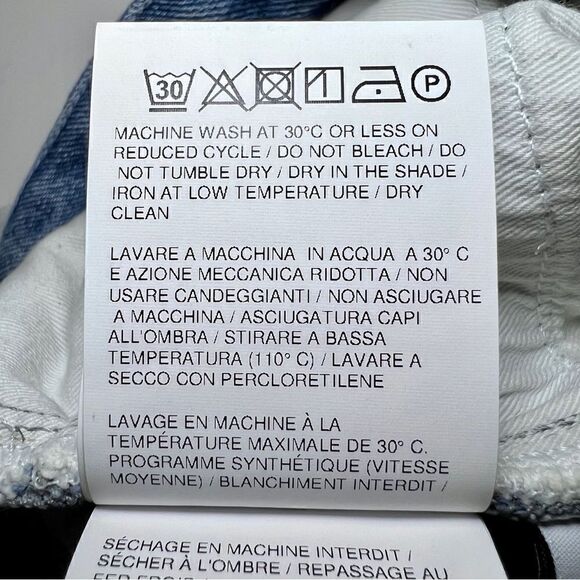 30 P
MACHINE WASH AT 30°C OR LESS ON
REDUCED CYCLE / DO NOT BLEACH / DO
NOT TUMBLE DRY / DRY IN THE SHADE /
IRON AT LOW TEMPERATURE / DRY
CLEAN
LAVARE A MACCHINA IN ACQUA A 30° C
E AZIONE MECCANICA RIDOTTA / NON
USARE CANDEGGIANTI / NON ASCIUGARE
A MACCHINA / ASCIUGATURA CAPI
ALL'OMBRA / STIRARE A BASSA
TEMPERATURA (110° C) / LAVARE A
SECCO CON PERCLORETILENE
LAVAGE EN MACHINE À LA
TEMPÉRATURE MAXIMALE DE 30° C.
PROGRAMME SYNTHÉTIQUE (VITESSE
MOYENNE) / BLANCHIMENT INTERDIT /
SÉCHAGE EN MACHINE INTERDIT /
SÉCHER À L'OMBRE / REPASSAGE AU
FER FROID /